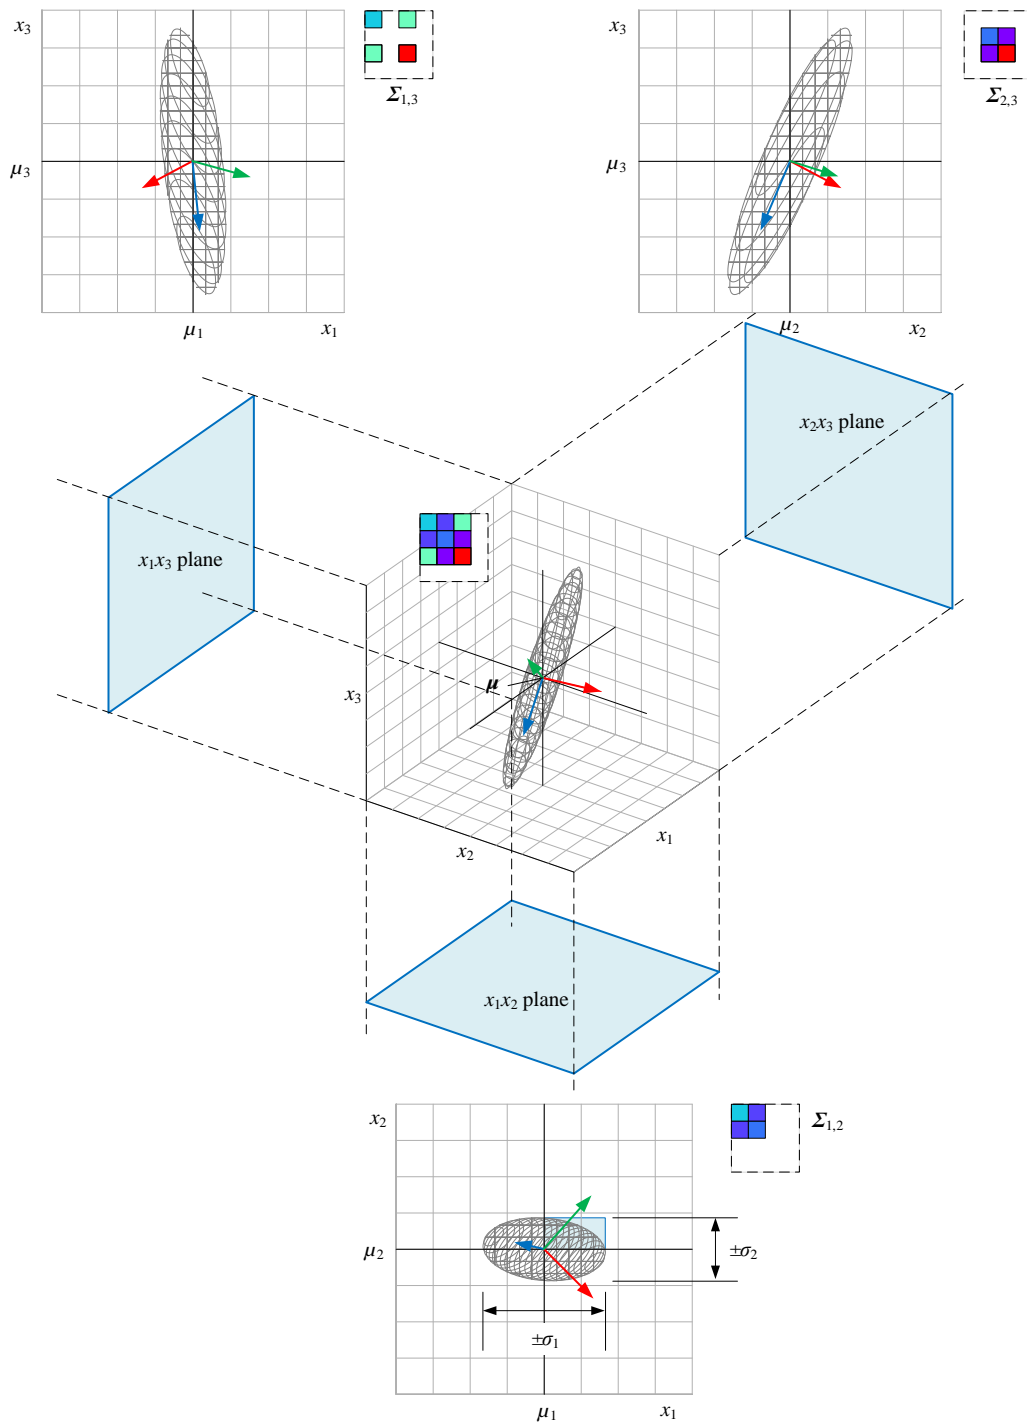 x₃
Σ₁,₃
μ₃
μ₁
x₁
x₃
Σ₂,₃
μ₃
μ₂
x₂
x₂x₃ plane
x₁x₃ plane
μ
x₃
x₁
x₂
x₁x₂ plane
x₂
Σ₁,₂
μ₂
±σ₂
±σ₁
μ₁
x₁